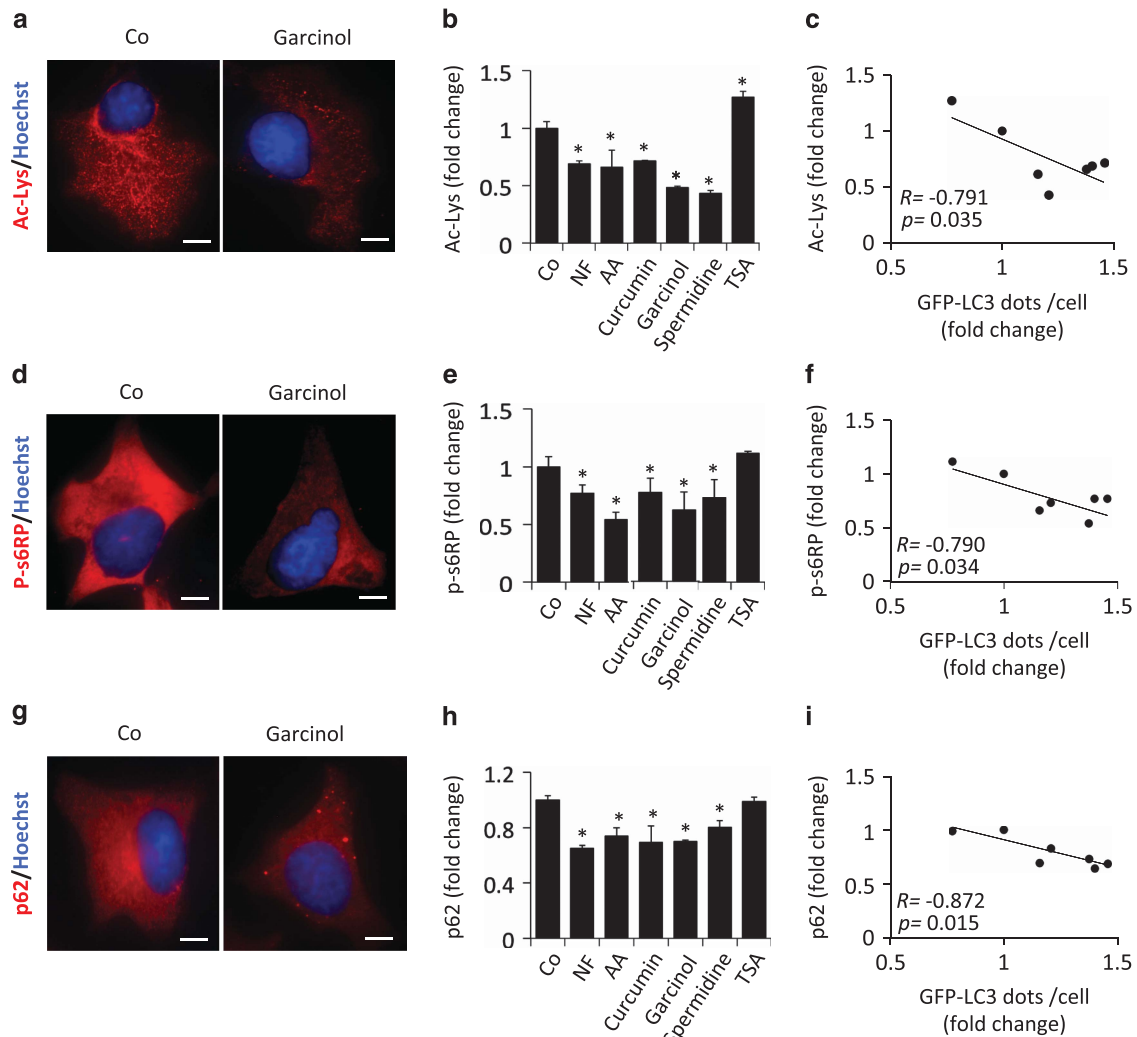 a
Co
Garcinol
Ac-Lys/Hoechst
b
Ac-Lys (fold change)
1.5
1
0.5
0
*
*
*
*
*
*
Co
NF
AA
Curcumin
Garcinol
Spermidine
TSA
c
Ac-Lys (fold change)
1.5
1
0.5
0
R= -0.791
p= 0.035
0.5
1
1.5
GFP-LC3 dots /cell
(fold change)
d
Co
Garcinol
P-s6RP/Hoechst
e
p-s6RP (fold change)
1.5
1
0.5
0
*
*
*
*
*
Co
NF
AA
Curcumin
Garcinol
Spermidine
TSA
f
p-s6RP (fold change)
1.5
1
0.5
0
R= -0.790
p= 0.034
0.5
1
1.5
GFP-LC3 dots /cell
(fold change)
g
Co
Garcinol
p62/Hoechst
h
p62 (fold change)
1.2
0.8
0.4
0
*
*
*
*
*
Co
NF
AA
Curcumin
Garcinol
Spermidine
TSA
i
p62 (fold change)
1.5
1
0.5
0
R= -0.872
p= 0.015
0.5
1
1.5
GFP-LC3 dots /cell
(fold change)